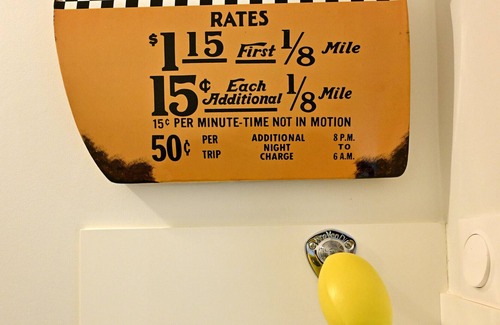 RATES
$1 15 First 1/8 Mile
15¢ Each Additional 1/8 Mile
15¢ PER MINUTE-TIME NOT IN MOTION
50¢ PER TRIP ADDITIONAL NIGHT CHARGE 8 P.M. TO 6 A.M.